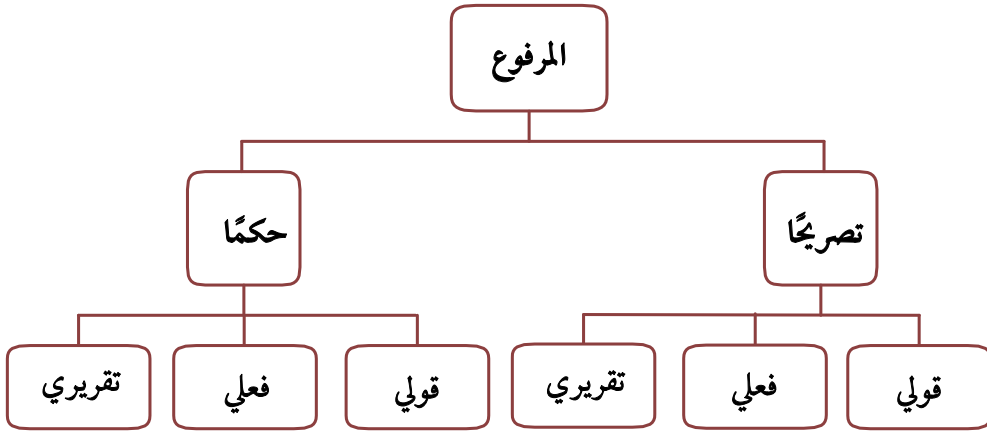 المرفوع
تصريحًا
حكمًا
قولي
فعلي
تقريري
قولي
فعلي
تقريري